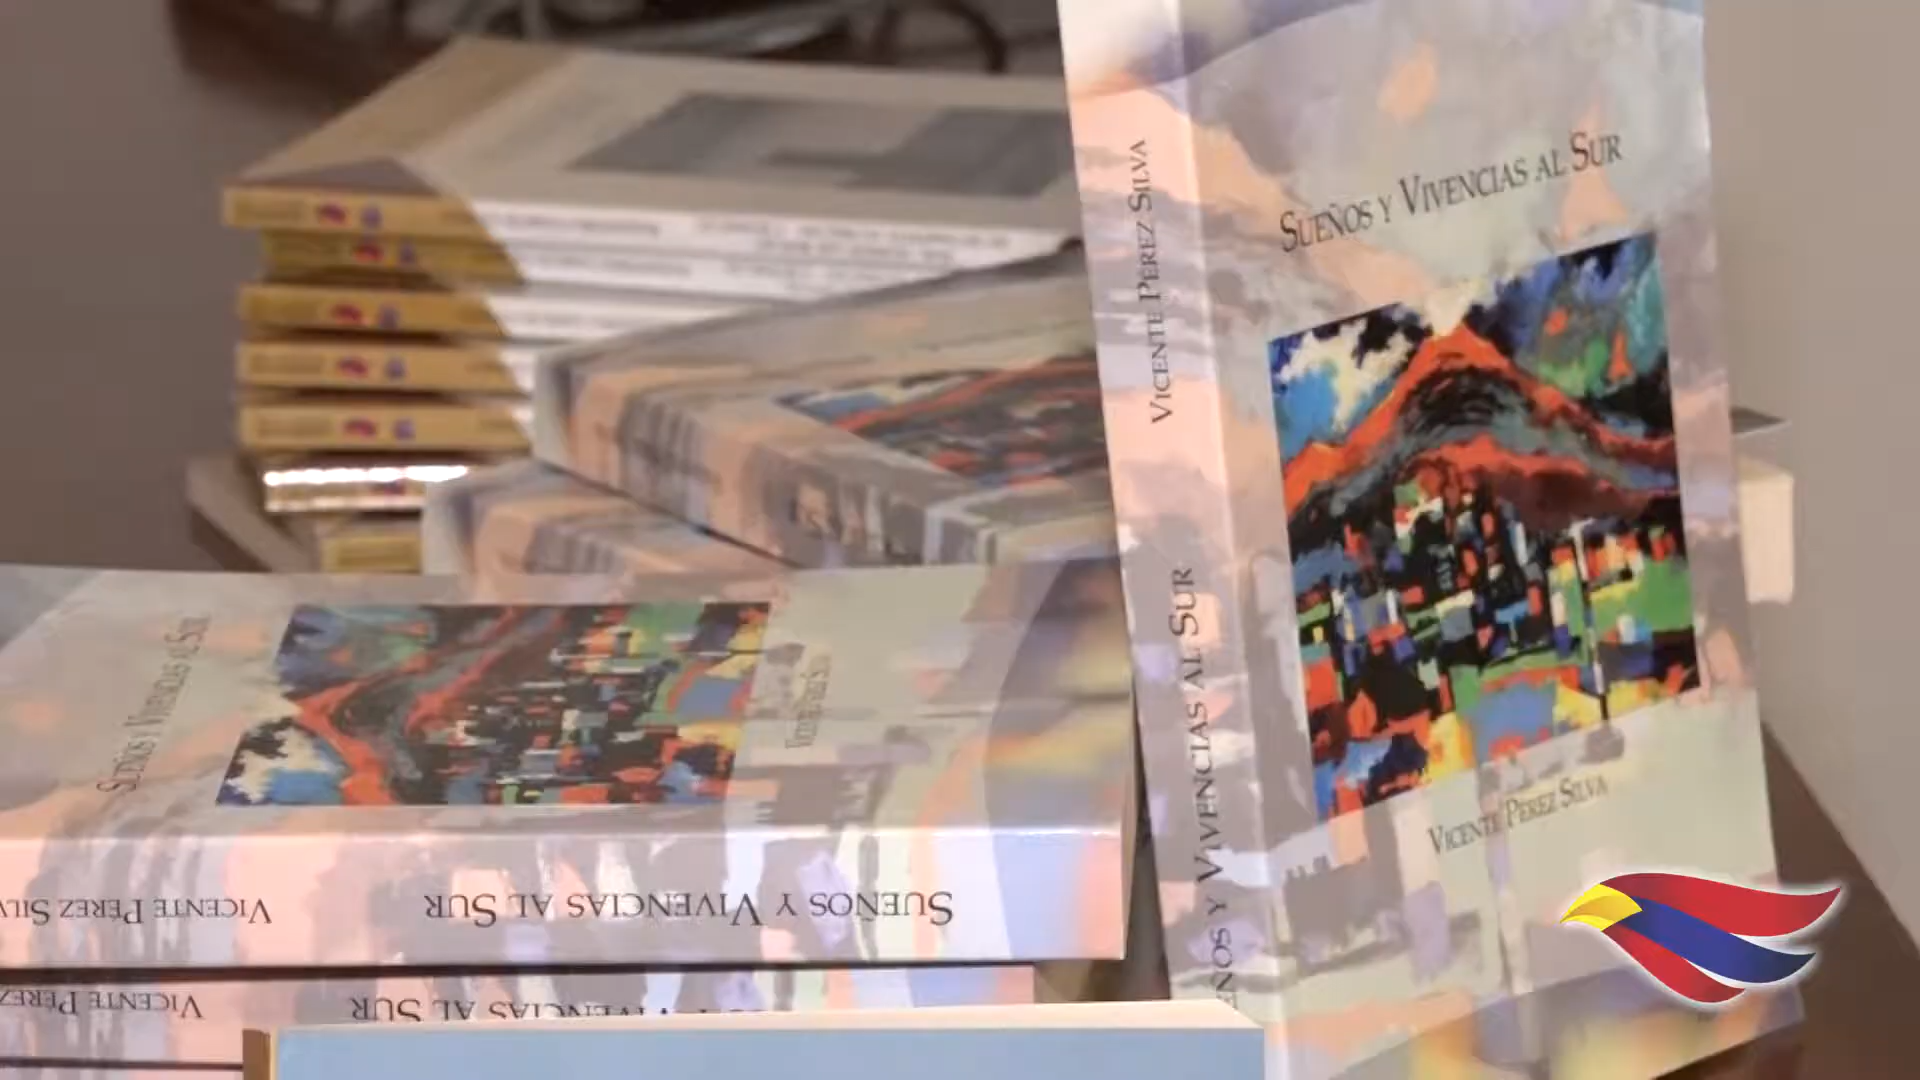 SUEÑOS Y VIVENCIAS AL SUR
VICENTE PÉREZ SILVA
VICENTE PÉREZ SILVA
SUEÑOS Y VIVENCIAS AL SUR
SUEÑOS Y VIVENCIAS AL SUR
VICENTE PÉREZ SILVA
SUEÑOS Y VIVENCIAS AL SUR
VICENTE PÉREZ SILV
VIVENCIAS AL SUR
VICENTE PÉREZ